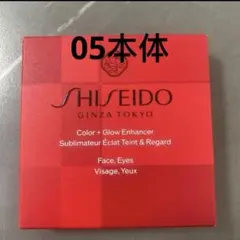 05本体
SHISEIDO
GINZA TOKYO
Color + Glow Enhancer
Sublimateur Éclat Teint & Regard
Face, Eyes
Visage, Yeux